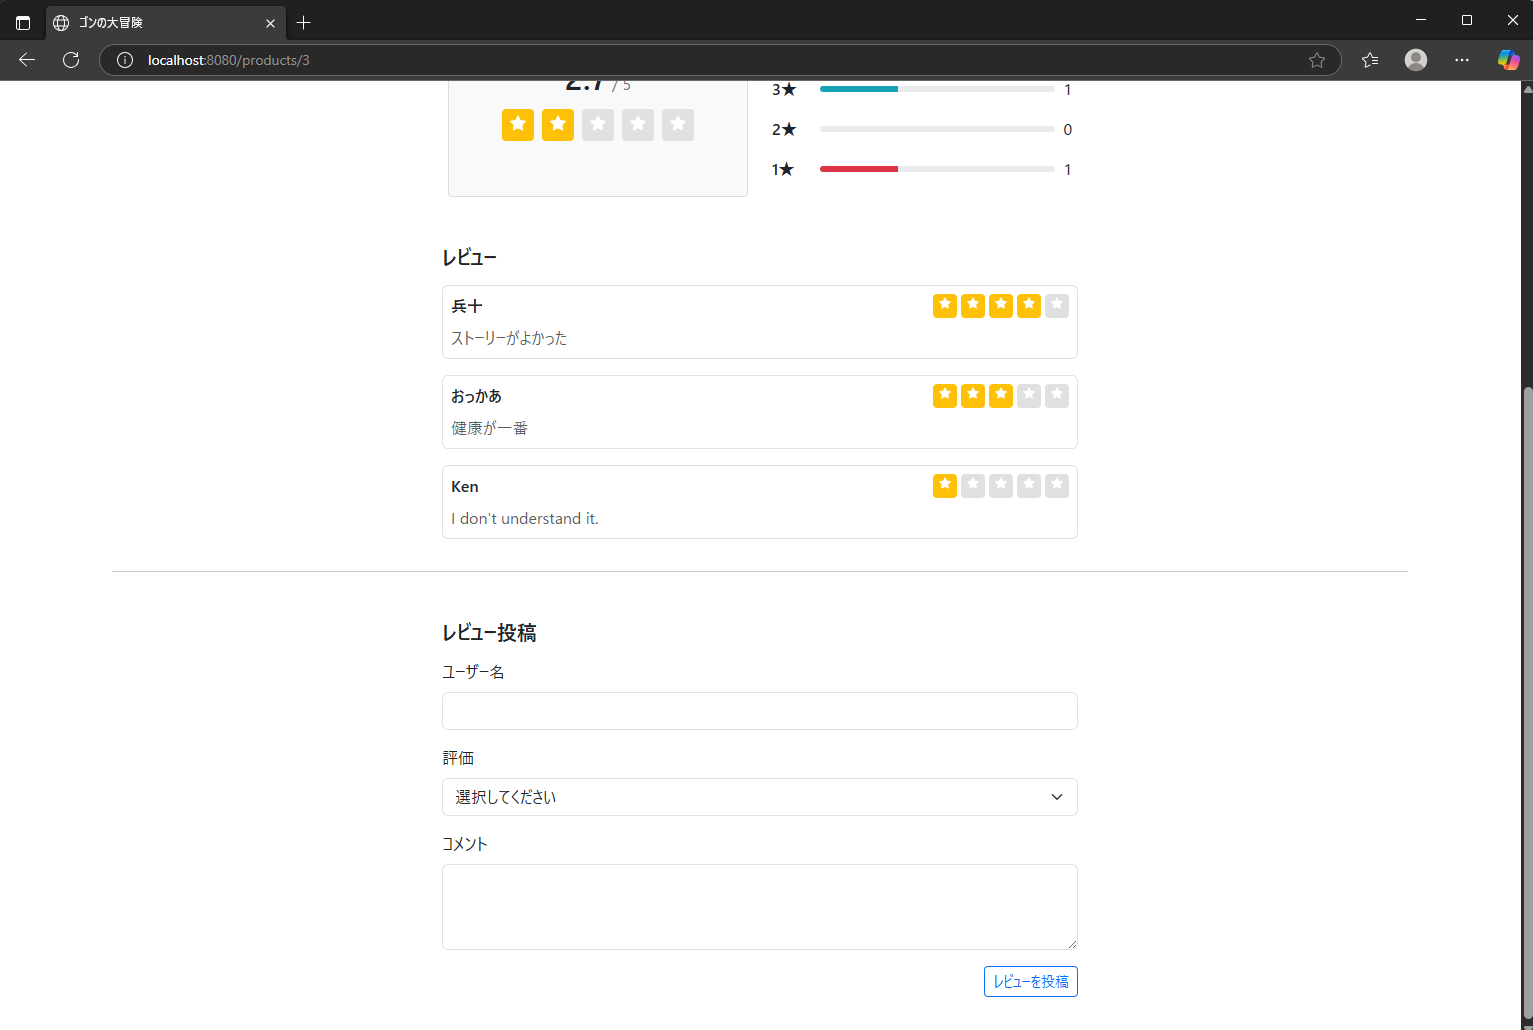 ゴンの大冒険
localhost:8080/products/3
/ 5
3★ 1
2★ 0
1★ 1
レビュー
兵十
ストーリーがよかった
おっかあ
健康が一番
Ken
I don't understand it.
レビュー投稿
ユーザー名
評価
選択してください
コメント
レビューを投稿